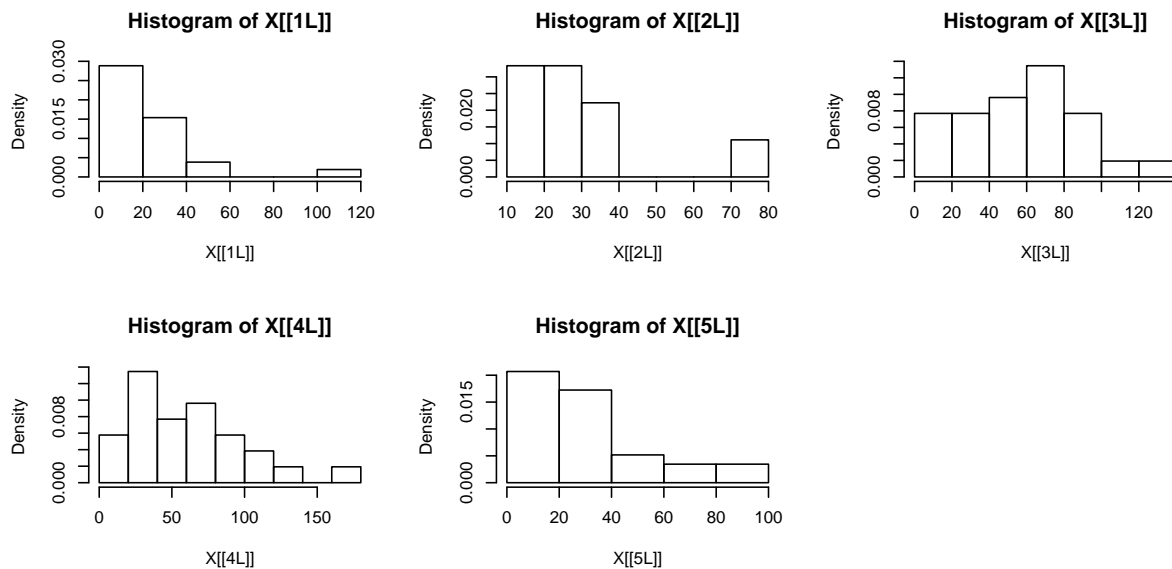 Histogram of X[[1L]]
Density
0.000 0.015 0.030
0 20 40 60 80 100 120
X[[1L]]
Histogram of X[[2L]]
Density
0.000 0.020
10 20 30 40 50 60 70 80
X[[2L]]
Histogram of X[[3L]]
Density
0.000 0.008
0 20 40 60 80 120
X[[3L]]
Histogram of X[[4L]]
Density
0.000 0.008
0 50 100 150
X[[4L]]
Histogram of X[[5L]]
Density
0.000 0.015
0 20 40 60 80 100
X[[5L]]